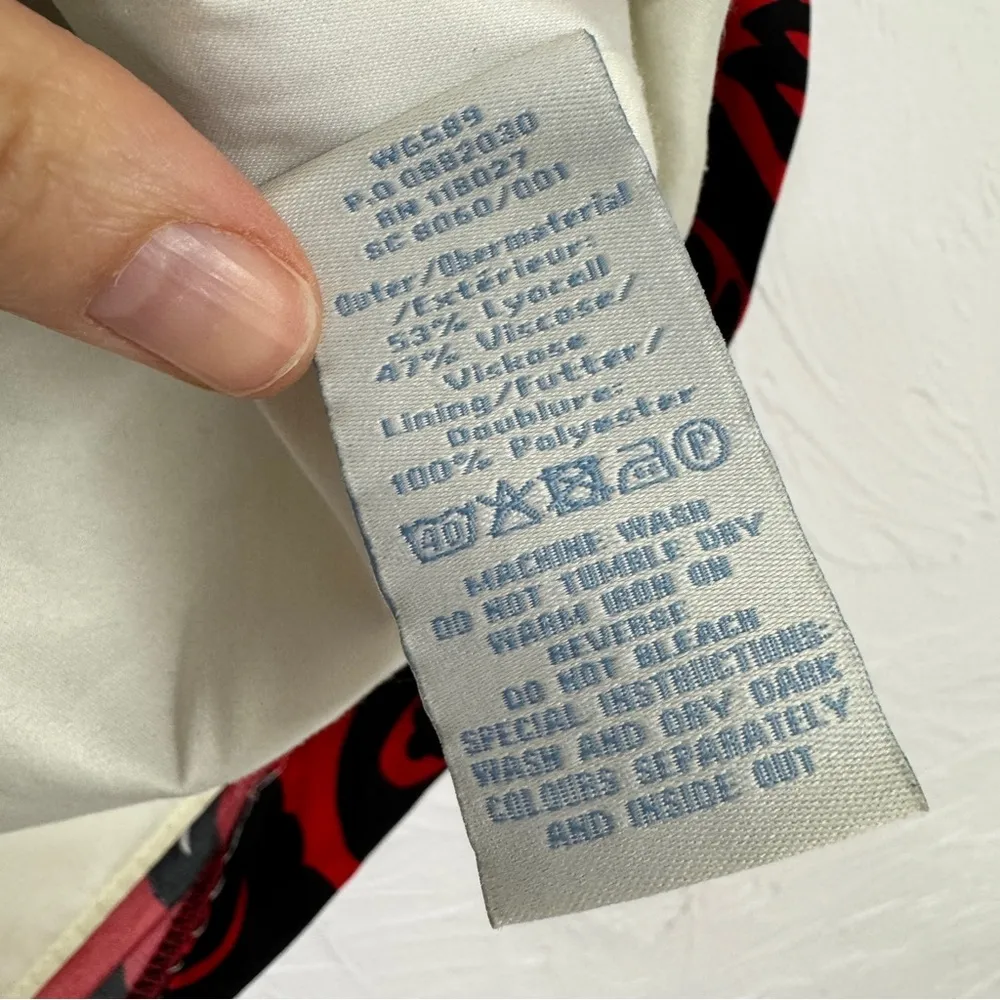 WG589
P.O 0882030
RN 118027
SC 6060/001
Outer/Obermaterial
/Extérieur:
53% Lyocell
47% Viscose/
Viskose
Lining/Futter/
Doublure:
100% Polyester
40 P
MACHINE WASH
DO NOT TUMBLE DRY
WARM IRON ON
REVERSE
DO NOT BLEACH
SPECIAL INSTRUCTIONS:
WASH AND DRY DARK
COLOURS SEPARATELY
AND INSIDE OUT